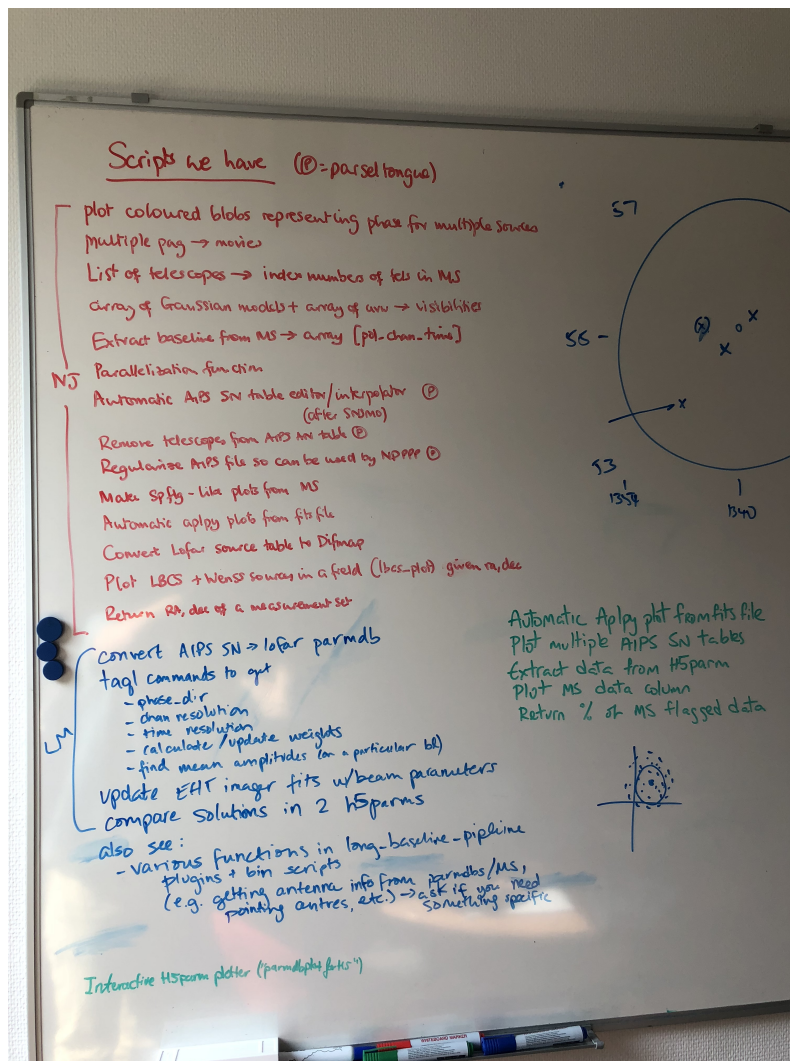 Scripts we have (Ⓟ=parseltongue)
plot coloured blobs representing phase for multiple sources
multiple png → movies
List of telescopes → index numbers of tels in MS
array of Gaussian models + array of uvw → visibilities
Extract baseline from MS → array [pol_chan_time]
Parallelization function
NJ
Automatic AIPS SN table editor/interpolator Ⓟ
(after SNSMO)
Remove telescopes from AIPS AN table Ⓟ
Regularise AIPS file so can be used by NDPPP Ⓟ
Make Spflg-like plots from MS
Automatic aplpy plots from fits file
Convert Lofar source table to Difmap
Plot LBCS + Wenss sources in a field (lbcs_plot) given ra, dec
Return RA, dec of a measurement set
convert AIPS SN → lofar parmdb
taql commands to get
- phase_dir
- chan resolution
- time resolution
- calculate/update weights
- find mean amplitudes (on a particular bl)
LM
update EHT imager fits w/beam parameters
compare solutions in 2 h5parms
also see:
- various functions in long_baseline_pipeline
plugins + bin scripts
(e.g. getting antenna info from parmdbs/MS,
pointing centres, etc.) → ask if you need
something specific
Interactive H5parm plotter ("parmdbplot for H5")
57
(x)
x
x
55 -
x
53
1354
1340
Automatic Aplpy plot from fits file
Plot multiple AIPS SN tables
Extract data from H5parm
Plot MS data column
Return % of MS flagged data
WHITEBOARD MARKER